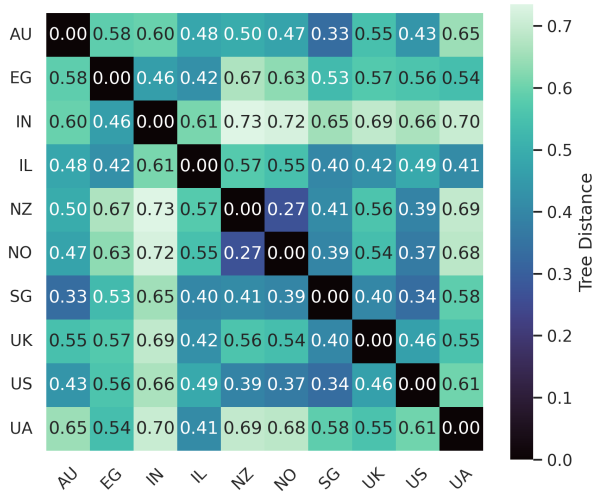 AU 0.00 0.58 0.60 0.48 0.50 0.47 0.33 0.55 0.43 0.65
EG 0.58 0.00 0.46 0.42 0.67 0.63 0.53 0.57 0.56 0.54
IN 0.60 0.46 0.00 0.61 0.73 0.72 0.65 0.69 0.66 0.70
IL 0.48 0.42 0.61 0.00 0.57 0.55 0.40 0.42 0.49 0.41
NZ 0.50 0.67 0.73 0.57 0.00 0.27 0.41 0.56 0.39 0.69
NO 0.47 0.63 0.72 0.55 0.27 0.00 0.39 0.54 0.37 0.68
SG 0.33 0.53 0.65 0.40 0.41 0.39 0.00 0.40 0.34 0.58
UK 0.55 0.57 0.69 0.42 0.56 0.54 0.40 0.00 0.46 0.55
US 0.43 0.56 0.66 0.49 0.39 0.37 0.34 0.46 0.00 0.61
UA 0.65 0.54 0.70 0.41 0.69 0.68 0.58 0.55 0.61 0.00
AU EG IN IL NZ NO SG UK US UA
0.7
0.6
0.5
0.4
0.3
0.2
0.1
0.0
Tree Distance